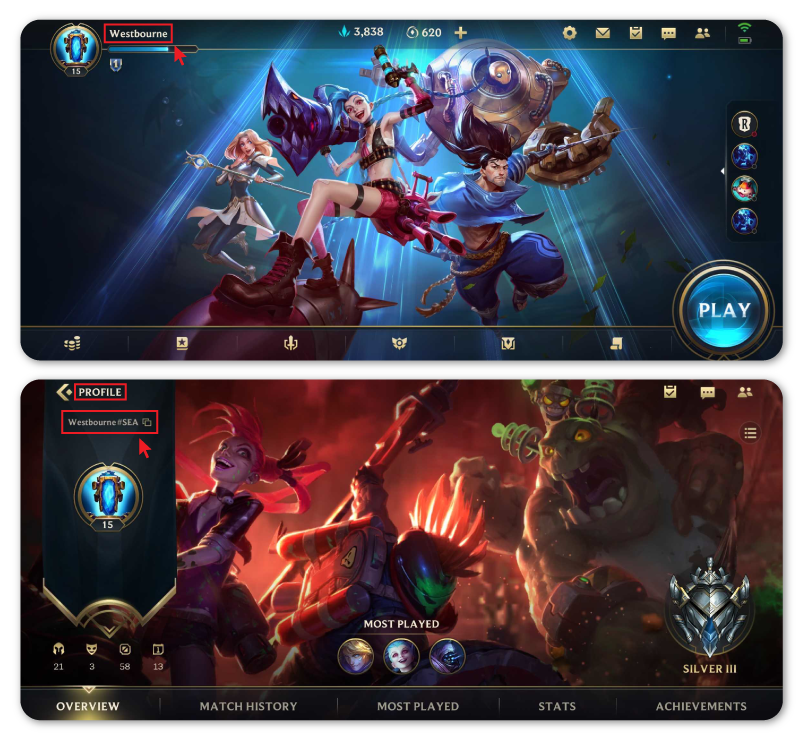 Westbourne
3,838
620
15
1
R
PLAY
PROFILE
Westbourne#SEA
15
MOST PLAYED
21
3
58
13
SILVER III
OVERVIEW
MATCH HISTORY
MOST PLAYED
STATS
ACHIEVEMENTS